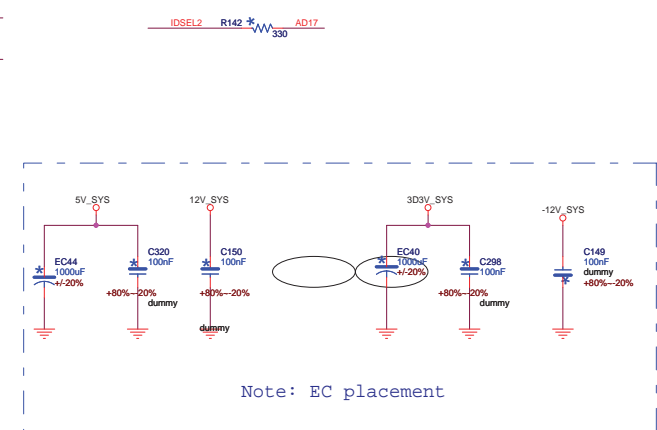 IDSEL2 R142 * AD17
330
5V_SYS 12V_SYS 3D3V_SYS -12V_SYS
* EC44
1000uF
+/-20%
* C320
100nF
+80%--20%
dummy
* C150
100nF
+80%--20%
dummy
* EC40
1000uF
+/-20%
* C298
100nF
+80%--20%
dummy
C149
100nF
dummy
* +80%--20%
Note: EC placement